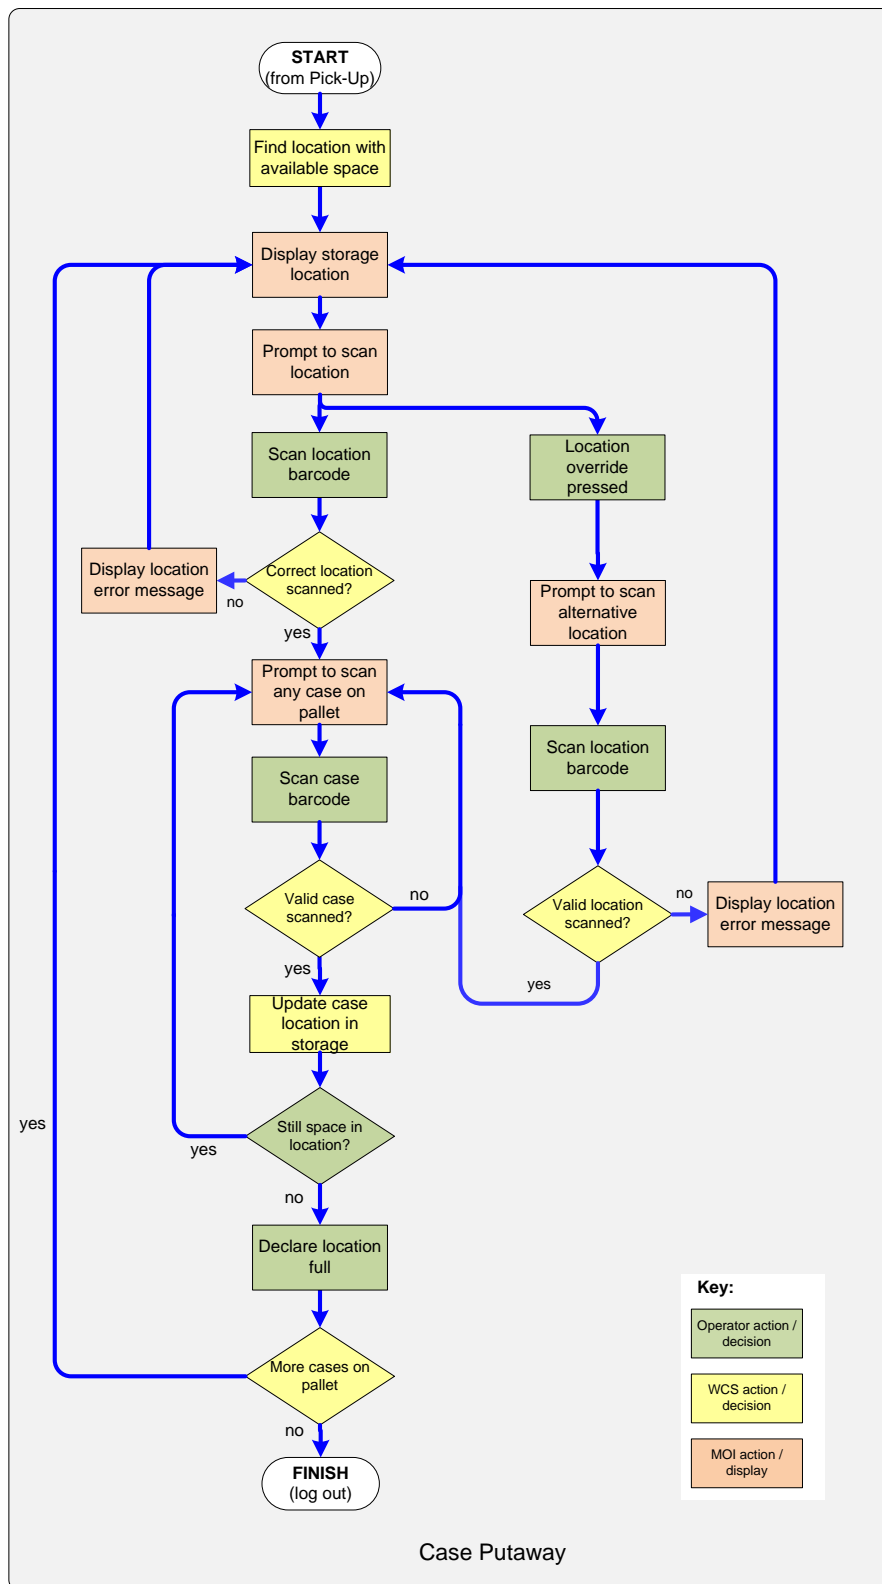 START
(from Pick-Up)
Find location with
available space
Display storage
location
Prompt to scan
location
Scan location
barcode
Location
override
pressed
Display location
error message
Correct location
scanned?
no
yes
Prompt to scan
alternative
location
Prompt to scan
any case on
pallet
Scan case
barcode
Scan location
barcode
Valid case
scanned?
no
yes
Valid location
scanned?
no
yes
Display location
error message
Update case
location in
storage
Still space in
location?
yes
yes
no
Declare location
full
More cases on
pallet
no
FINISH
(log out)
Key:
Operator action /
decision
WCS action /
decision
MOI action /
display
Case Putaway